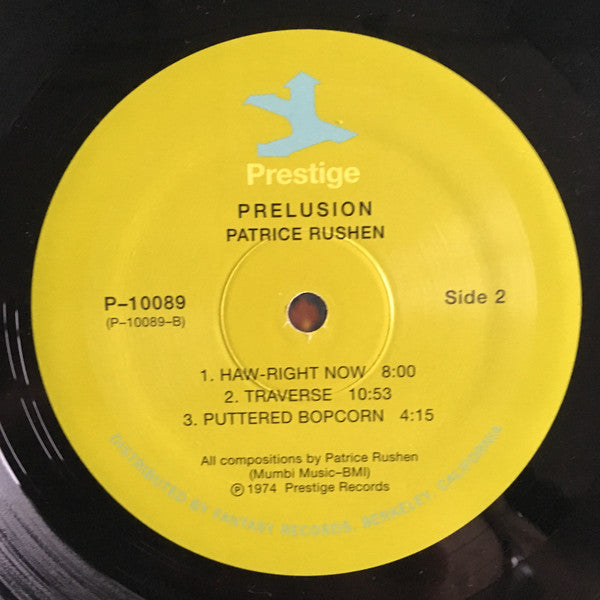 Prestige
PRELUSION
PATRICE RUSHEN
P-10089
(P-10089-B)
Side 2
1. HAW-RIGHT NOW 8:00
2. TRAVERSE 10:53
3. PUTTERED BOPCORN 4:15
All compositions by Patrice Rushen
(Mumbi Music-BMI)
℗ 1974 Prestige Records
DISTRIBUTED BY FANTASY RECORDS, BERKELEY, CALIFORNIA